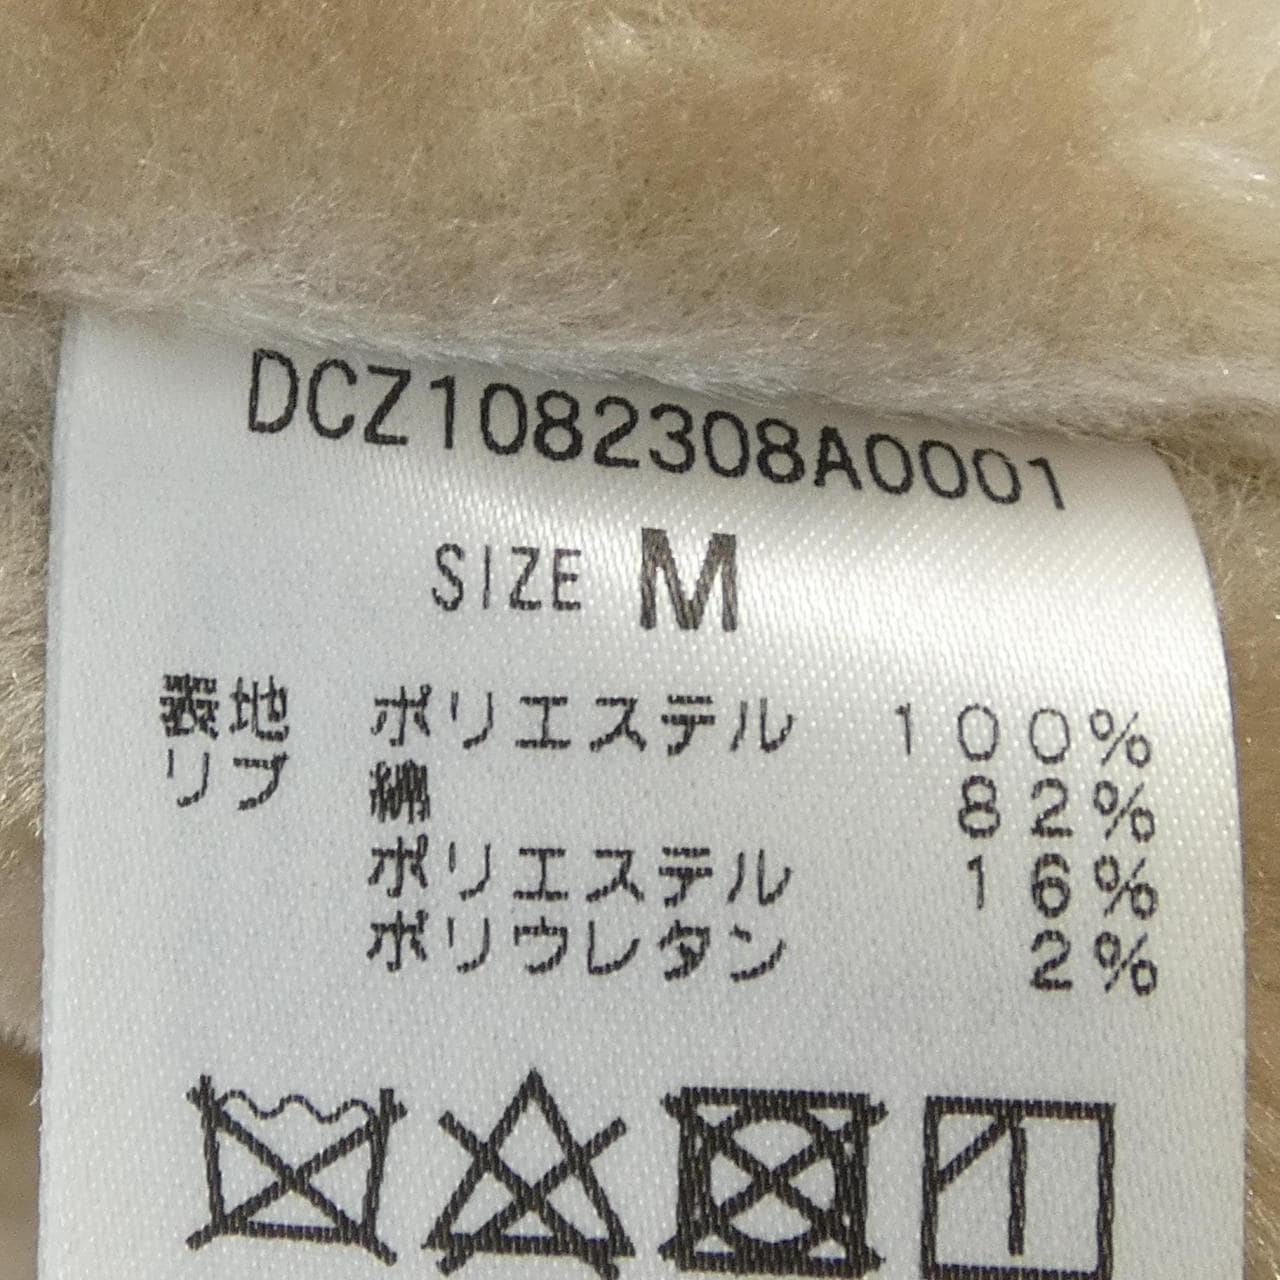 DCZ1082308A0001
SIZE M
表地 ポリエステル 100%
リブ 綿 82%
ポリエステル 16%
ポリウレタン 2%